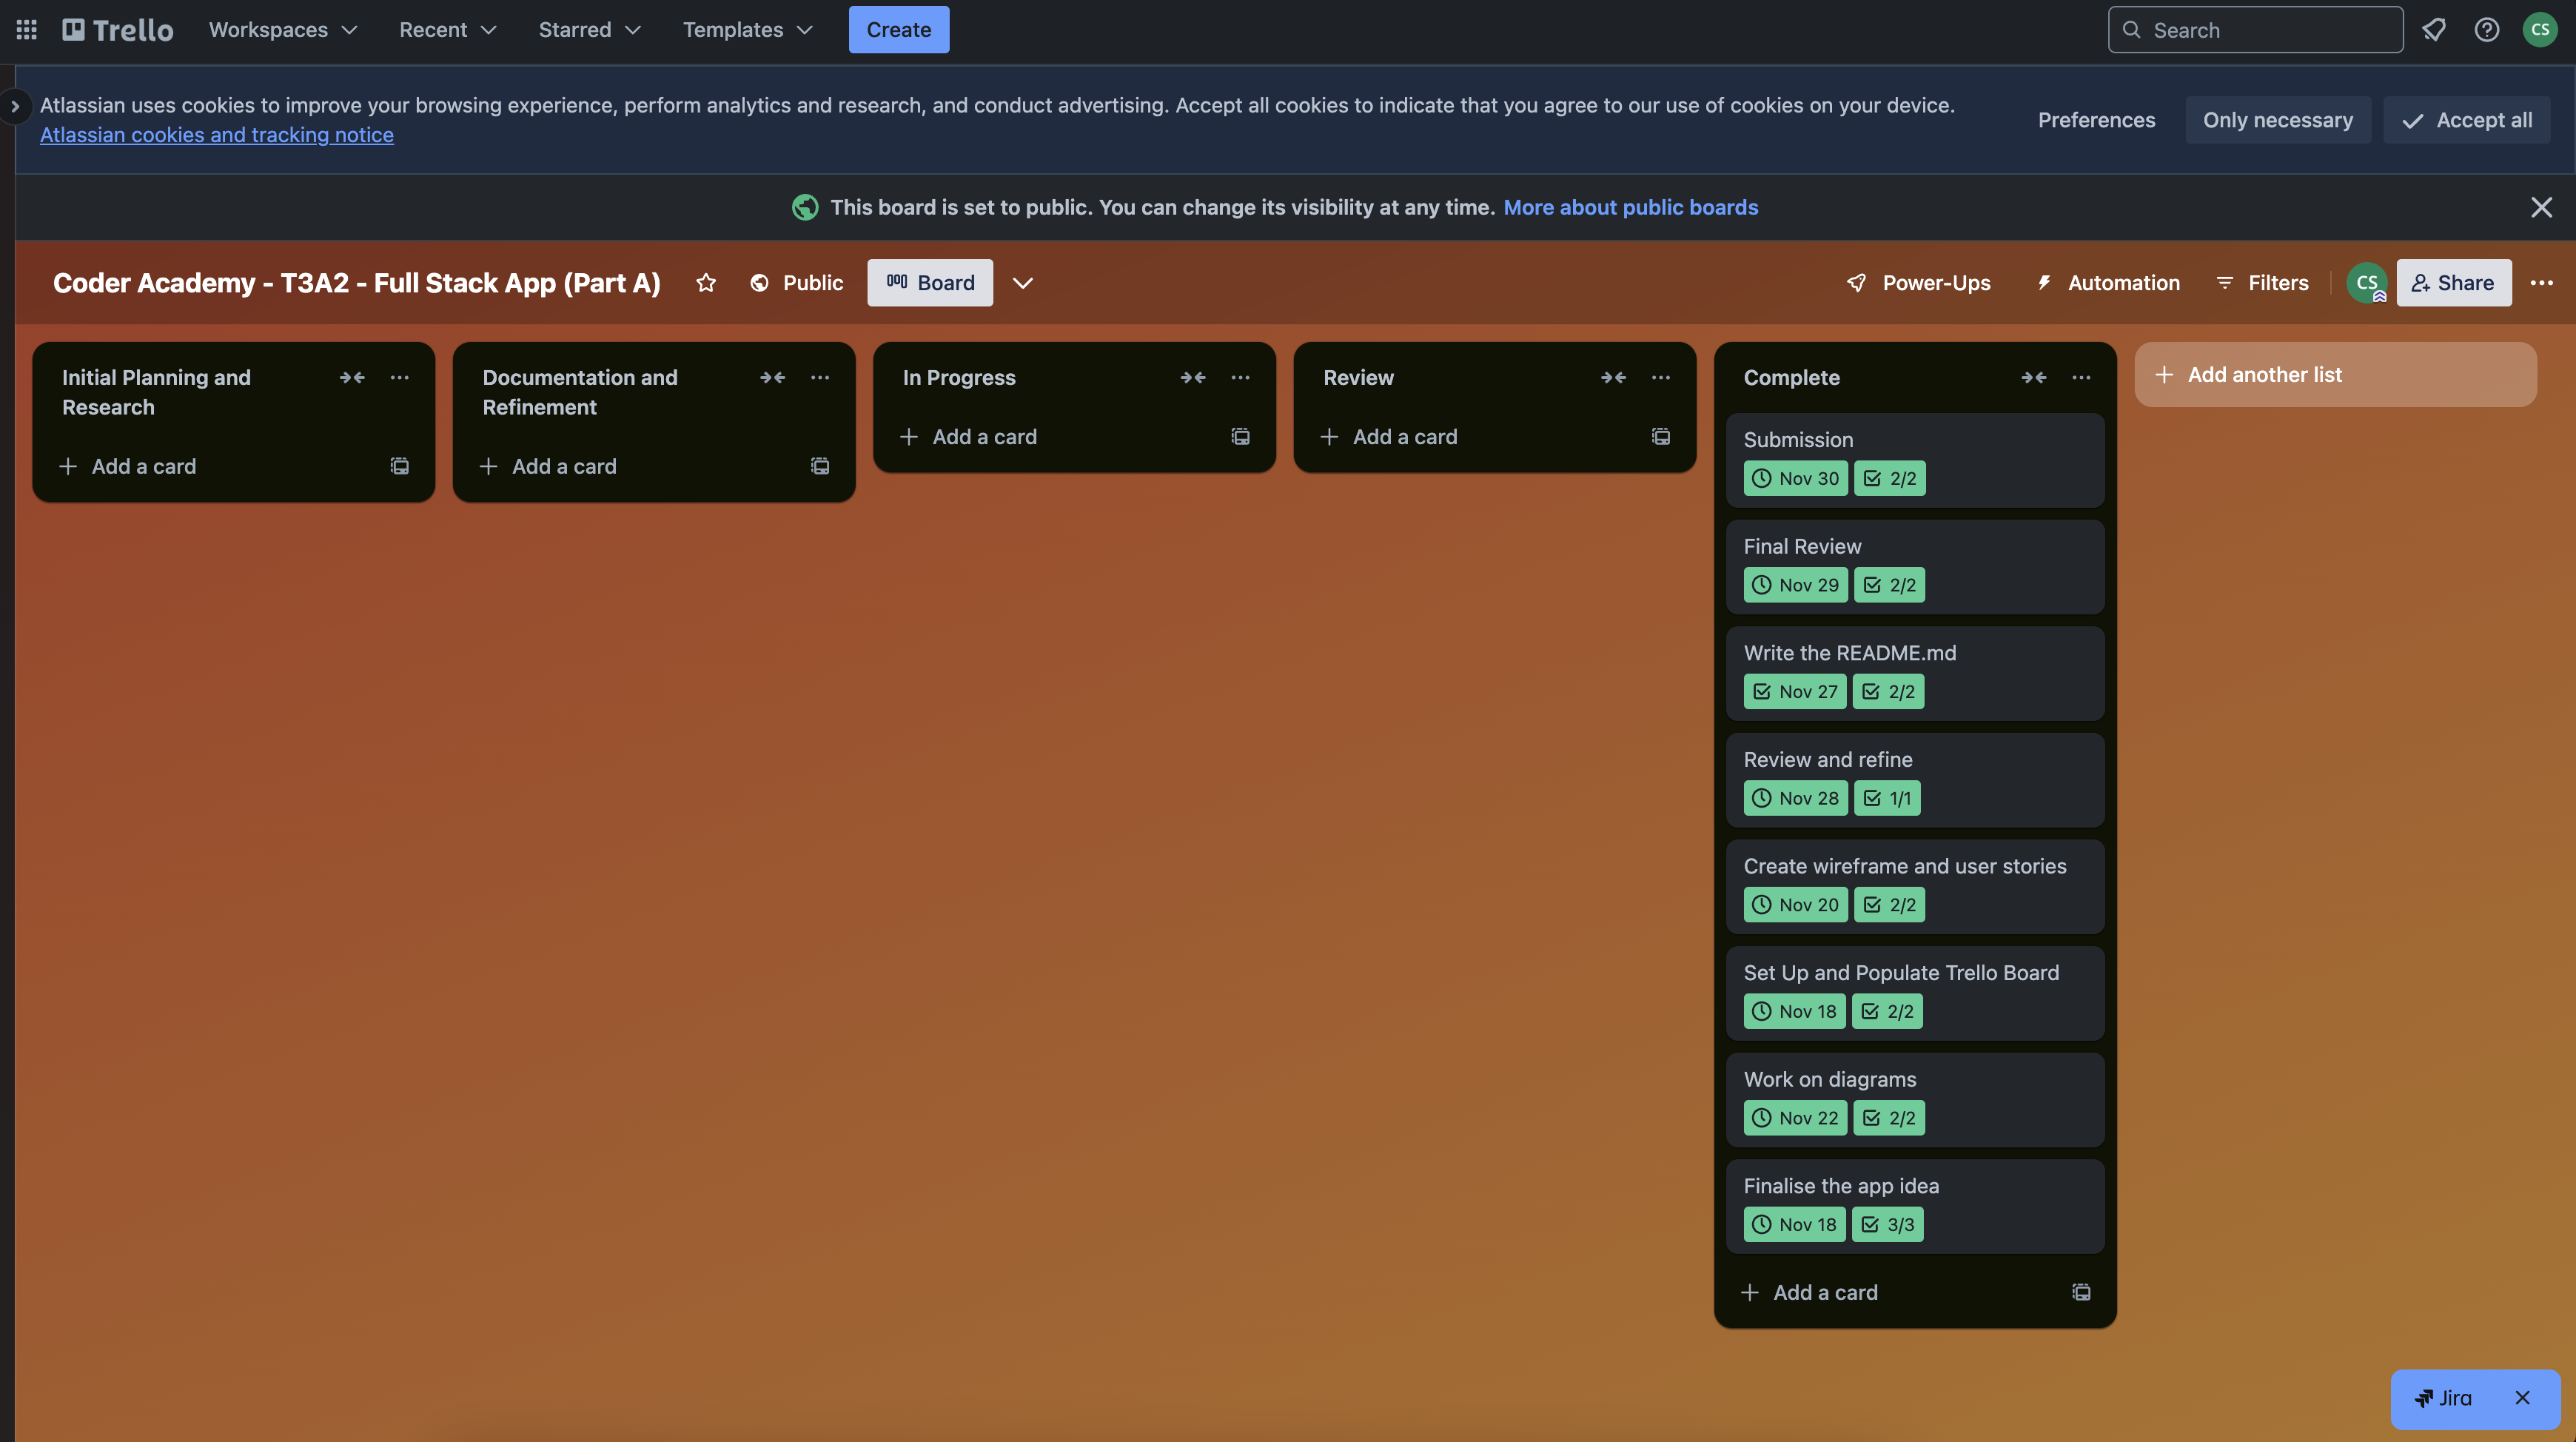 Trello
Workspaces
Recent
Starred
Templates
Create
Search
CS
Atlassian uses cookies to improve your browsing experience, perform analytics and research, and conduct advertising. Accept all cookies to indicate that you agree to our use of cookies on your device.
Atlassian cookies and tracking notice
Preferences
Only necessary
Accept all
This board is set to public. You can change its visibility at any time. More about public boards
Coder Academy - T3A2 - Full Stack App (Part A)
Public
Board
Power-Ups
Automation
Filters
CS
Share
Initial Planning and
Research
Add a card
Documentation and
Refinement
Add a card
In Progress
Add a card
Review
Add a card
Complete
Submission
Nov 30 2/2
Final Review
Nov 29 2/2
Write the README.md
Nov 27 2/2
Review and refine
Nov 28 1/1
Create wireframe and user stories
Nov 20 2/2
Set Up and Populate Trello Board
Nov 18 2/2
Work on diagrams
Nov 22 2/2
Finalise the app idea
Nov 18 3/3
Add a card
Add another list
Jira